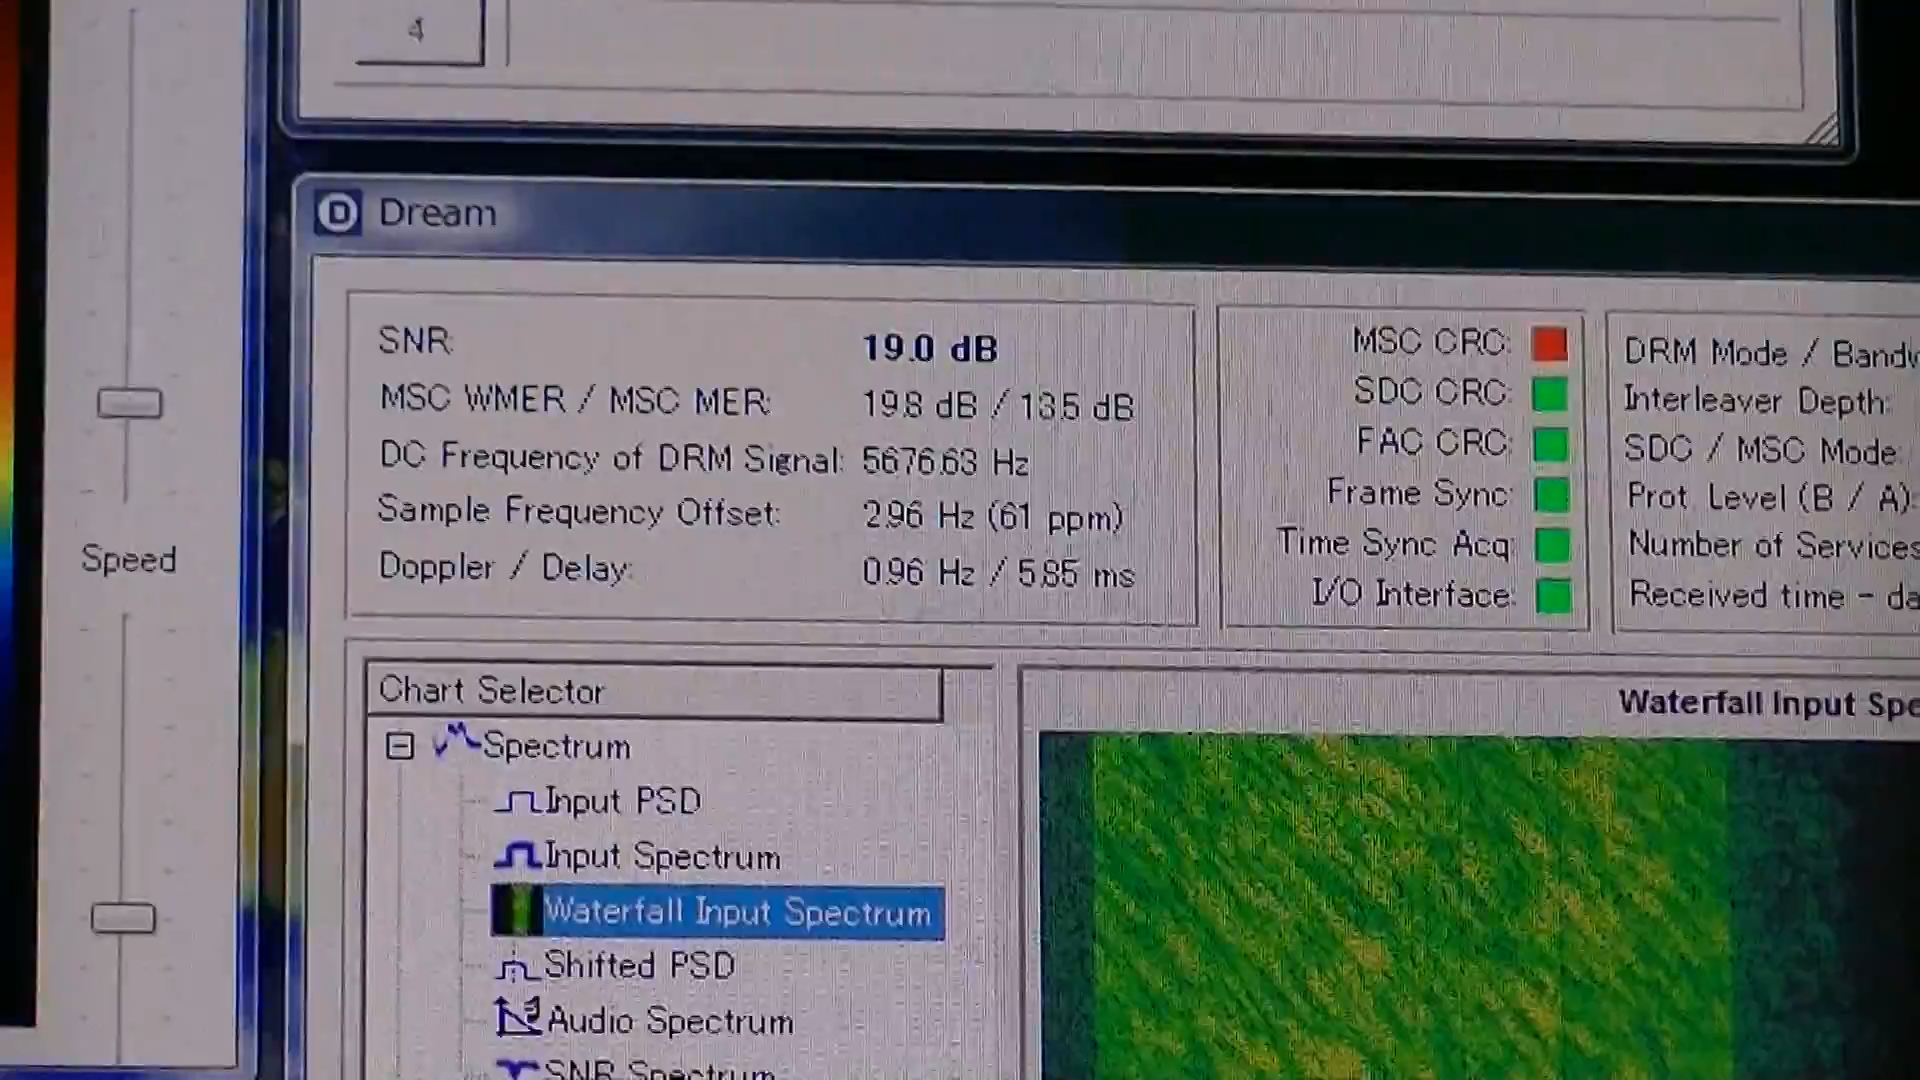 4
Dream
Speed
SNR: 19.0 dB
MSC WMER / MSC MER: 19.8 dB / 13.5 dB
DC Frequency of DRM Signal: 5676.63 Hz
Sample Frequency Offset: 2.96 Hz (61 ppm)
Doppler / Delay: 0.96 Hz / 5.85 ms
MSC CRC:
SDC CRC:
FAC CRC:
Frame Sync:
Time Sync Acq:
I/O Interface:
DRM Mode / Bandw
Interleaver Depth:
SDC / MSC Mode:
Prot. Level (B / A):
Number of Services
Received time - da
Chart Selector
Spectrum
Input PSD
Input Spectrum
Waterfall Input Spectrum
Shifted PSD
Audio Spectrum
SNR Spectrum
Waterfall Input Spe